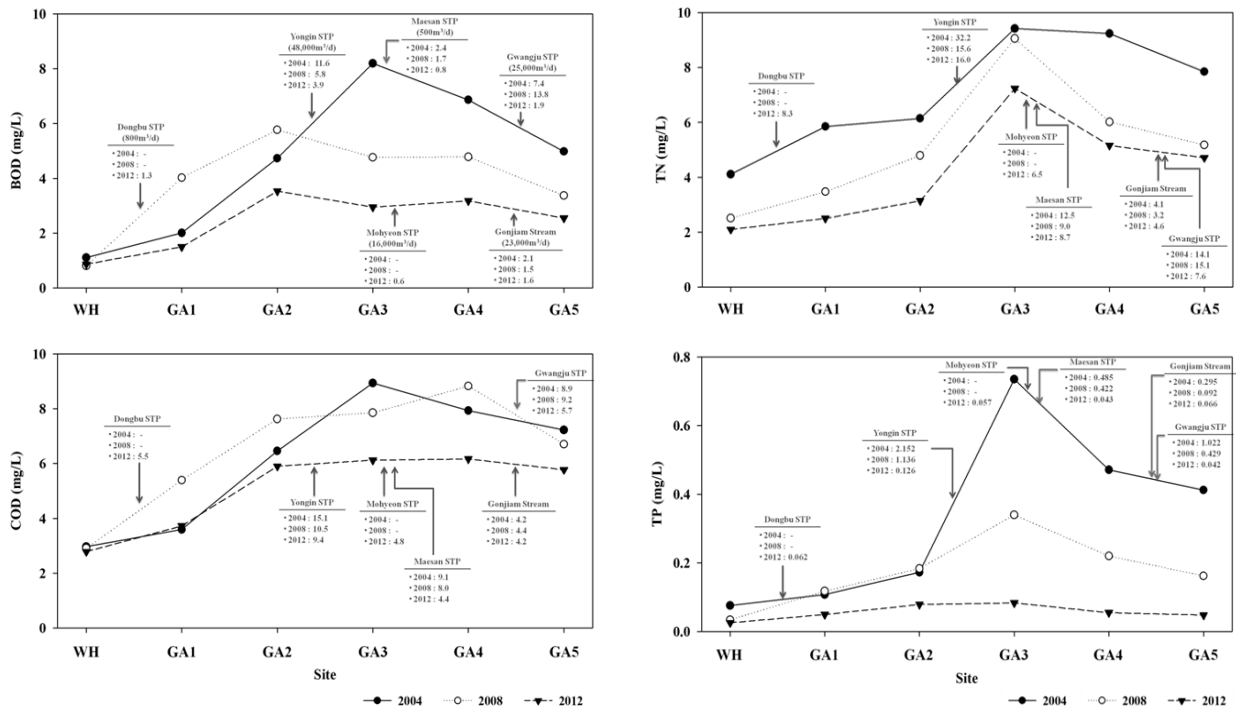 10
8
6
4
2
0
BOD (mg/L)
Dongbu STP
(800m³/d)
・2004 : -
・2008 : -
・2012 : 1.3
Yongin STP
(48,000m³/d)
・2004 : 11.6
・2008 : 5.8
・2012 : 3.9
Maesan STP
(500m³/d)
・2004 : 2.4
・2008 : 1.7
・2012 : 0.8
Gwangju STP
(25,000m³/d)
・2004 : 7.4
・2008 : 13.8
・2012 : 1.9
Mohyeon STP
(16,000m³/d)
・2004 : -
・2008 : -
・2012 : 0.6
Gonjiam Stream
(23,000m³/d)
・2004 : 2.1
・2008 : 1.5
・2012 : 1.6
WH GA1 GA2 GA3 GA4 GA5
10
8
6
4
2
0
TN (mg/L)
Dongbu STP
・2004 : -
・2008 : -
・2012 : 8.3
Yongin STP
・2004 : 32.2
・2008 : 15.6
・2012 : 16.0
Mohyeon STP
・2004 : -
・2008 : -
・2012 : 6.5
Maesan STP
・2004 : 12.5
・2008 : 9.0
・2012 : 8.7
Gonjiam Stream
・2004 : 4.1
・2008 : 3.2
・2012 : 4.6
Gwangju STP
・2004 : 14.1
・2008 : 15.1
・2012 : 7.6
WH GA1 GA2 GA3 GA4 GA5
10
8
6
4
2
0
COD (mg/L)
Dongbu STP
・2004 : -
・2008 : -
・2012 : 5.5
Gwangju STP
・2004 : 8.9
・2008 : 9.2
・2012 : 5.7
Yongin STP
・2004 : 15.1
・2008 : 10.5
・2012 : 9.4
Mohyeon STP
・2004 : -
・2008 : -
・2012 : 4.8
Maesan STP
・2004 : 9.1
・2008 : 8.0
・2012 : 4.4
Gonjiam Stream
・2004 : 4.2
・2008 : 4.4
・2012 : 4.2
WH GA1 GA2 GA3 GA4 GA5
Site
2004 2008 2012
0.8
0.6
0.4
0.2
0.0
TP (mg/L)
Dongbu STP
・2004 : -
・2008 : -
・2012 : 0.062
Yongin STP
・2004 : 2.152
・2008 : 1.136
・2012 : 0.126
Mohyeon STP
・2004 : -
・2008 : -
・2012 : 0.057
Maesan STP
・2004 : 0.485
・2008 : 0.422
・2012 : 0.043
Gonjiam Stream
・2004 : 0.295
・2008 : 0.092
・2012 : 0.066
Gwangju STP
・2004 : 1.022
・2008 : 0.429
・2012 : 0.042
WH GA1 GA2 GA3 GA4 GA5
Site
2004 2008 2012